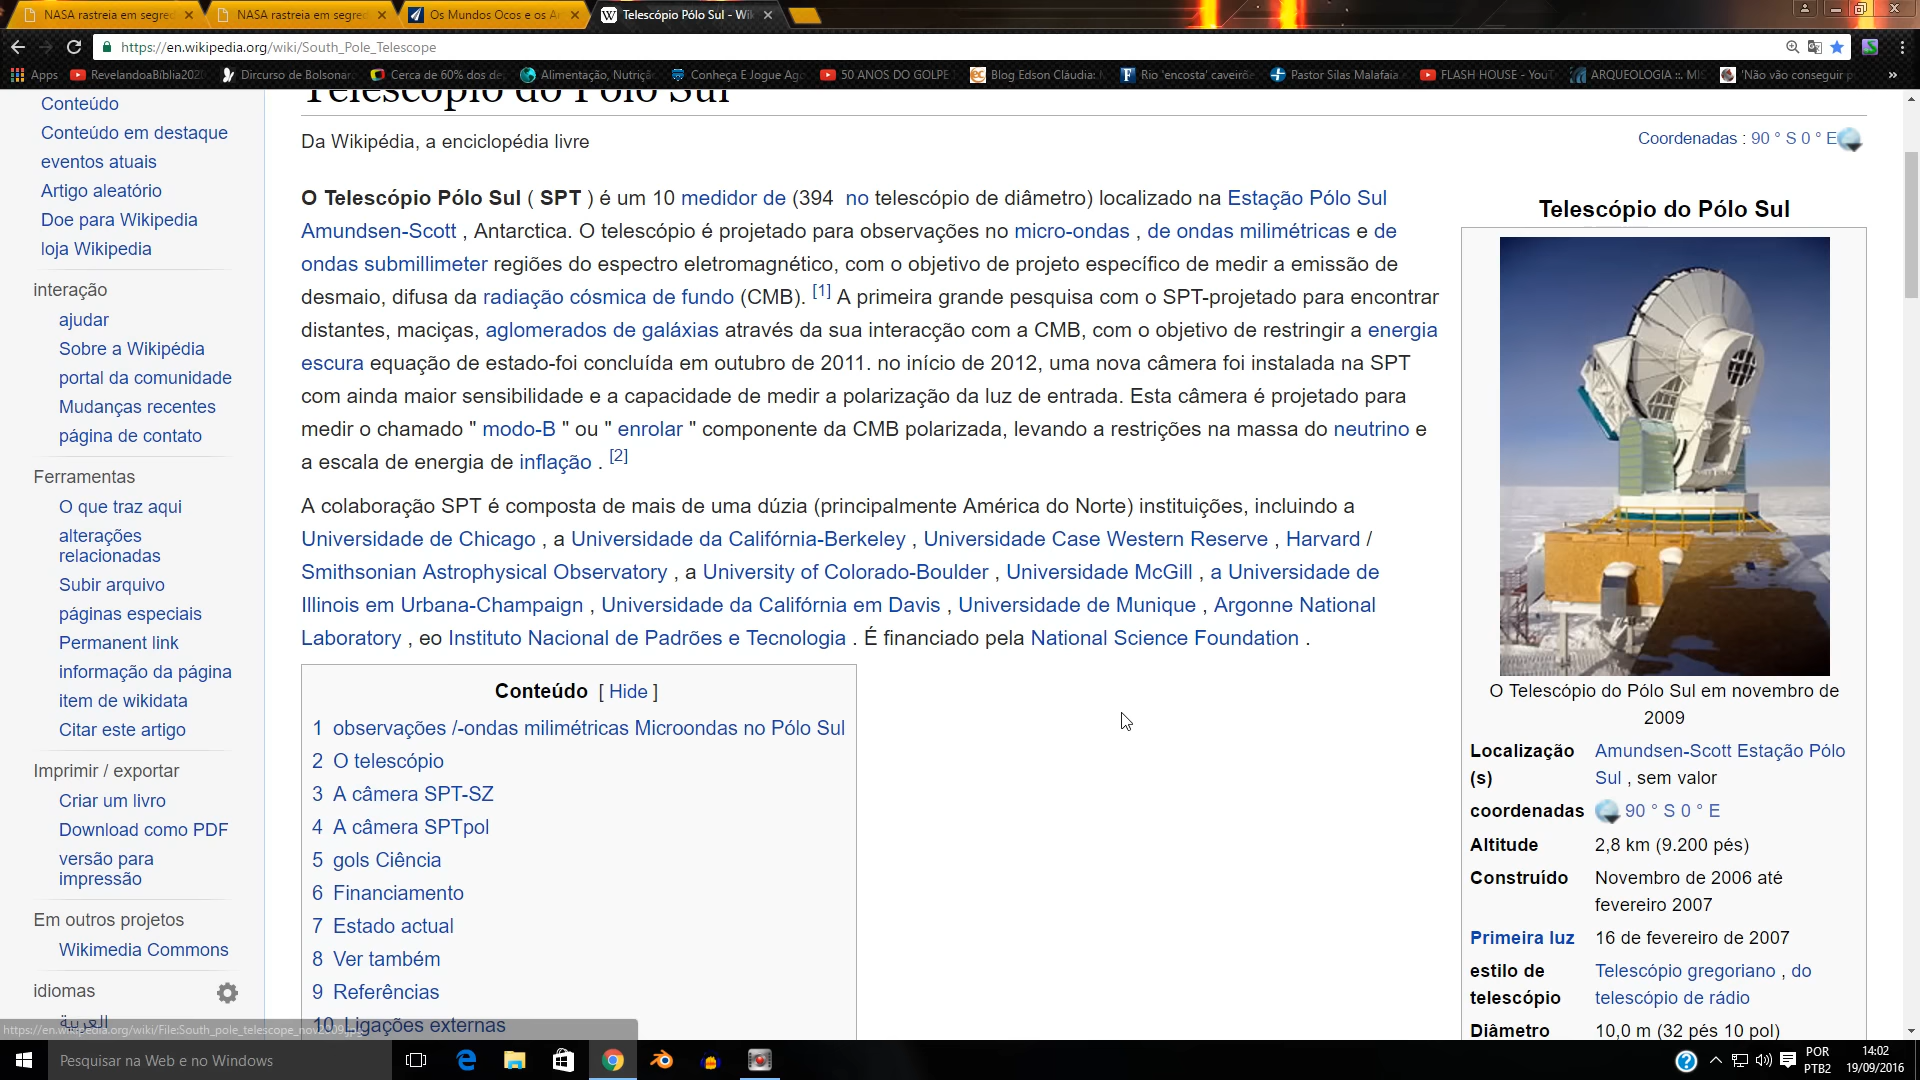 NASA rastreia em segred
NASA rastreia em segred
Os Mundos Ocos e os A
Telescópio Pólo Sul - Wik
https://en.wikipedia.org/wiki/South_Pole_Telescope
Apps
RevelandoaBíblia202
Dircurso de Bolsonar
Cerca de 60% dos de
Alimentação, Nutriçã
Conheça E Jogue Ago
50 ANOS DO GOLPE
Blog Edson Cláudia:
Rio 'encosta' caveirõe
Pastor Silas Malafaia
FLASH HOUSE - YouT
ARQUEOLOGIA ::. MI
'Não vão conseguir p
»
Conteúdo
Conteúdo em destaque
eventos atuais
Artigo aleatório
Doe para Wikipedia
loja Wikipedia
interação
ajudar
Sobre a Wikipédia
portal da comunidade
Mudanças recentes
página de contato
Ferramentas
O que traz aqui
alterações
relacionadas
Subir arquivo
páginas especiais
Permanent link
informação da página
item de wikidata
Citar este artigo
Imprimir / exportar
Criar um livro
Download como PDF
versão para
impressão
Em outros projetos
Wikimedia Commons
idiomas
العربية
Telescópio do Pólo Sul
Da Wikipédia, a enciclopédia livre
Coordenadas : 90 ° S 0 ° E
O Telescópio Pólo Sul ( SPT ) é um 10 medidor de (394 no telescópio de diâmetro) localizado na Estação Pólo Sul
Amundsen-Scott , Antarctica. O telescópio é projetado para observações no micro-ondas , de ondas milimétricas e de
ondas submillimeter regiões do espectro eletromagnético, com o objetivo de projeto específico de medir a emissão de
desmaio, difusa da radiação cósmica de fundo (CMB). [1] A primeira grande pesquisa com o SPT-projetado para encontrar
distantes, maciças, aglomerados de galáxias através da sua interacção com a CMB, com o objetivo de restringir a energia
escura equação de estado-foi concluída em outubro de 2011. no início de 2012, uma nova câmera foi instalada na SPT
com ainda maior sensibilidade e a capacidade de medir a polarização da luz de entrada. Esta câmera é projetado para
medir o chamado " modo-B " ou " enrolar " componente da CMB polarizada, levando a restrições na massa do neutrino e
a escala de energia de inflação . [2]
A colaboração SPT é composta de mais de uma dúzia (principalmente América do Norte) instituições, incluindo a
Universidade de Chicago , a Universidade da Califórnia-Berkeley , Universidade Case Western Reserve , Harvard /
Smithsonian Astrophysical Observatory , a University of Colorado-Boulder , Universidade McGill , a Universidade de
Illinois em Urbana-Champaign , Universidade da Califórnia em Davis , Universidade de Munique , Argonne National
Laboratory , eo Instituto Nacional de Padrões e Tecnologia . É financiado pela National Science Foundation .
Conteúdo [ Hide ]
1 observações /-ondas milimétricas Microondas no Pólo Sul
2 O telescópio
3 A câmera SPT-SZ
4 A câmera SPTpol
5 gols Ciência
6 Financiamento
7 Estado actual
8 Ver também
9 Referências
10 Ligações externas
Telescópio do Pólo Sul
O Telescópio do Pólo Sul em novembro de
2009
Localização (s) Amundsen-Scott Estação Pólo
Sul , sem valor
coordenadas 90 ° S 0 ° E
Altitude 2,8 km (9.200 pés)
Construído Novembro de 2006 até
fevereiro 2007
Primeira luz 16 de fevereiro de 2007
estilo de telescópio Telescópio gregoriano , do
telescópio de rádio
Diâmetro 10,0 m (32 pés 10 pol)
https://en.wikipedia.org/wiki/File:South_pole_telescope_nov2009.jpg
Pesquisar na Web e no Windows
POR
PTB2
14:02
19/09/2016